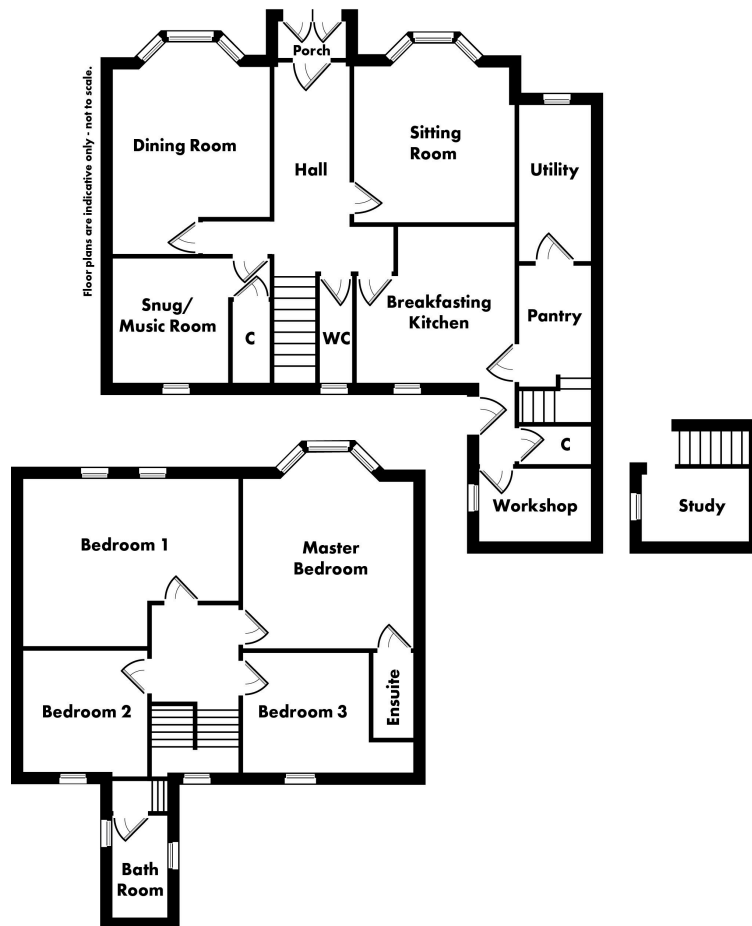 Porch
Floor plans are indicative only - not to scale.
Dining Room
Hall
Sitting
Room
Utility
Snug/
Music Room
C
WC
Breakfasting
Kitchen
Pantry
C
Workshop
Study
Bedroom 1
Master
Bedroom
Bedroom 2
Bedroom 3
Ensuite
Bath
Room